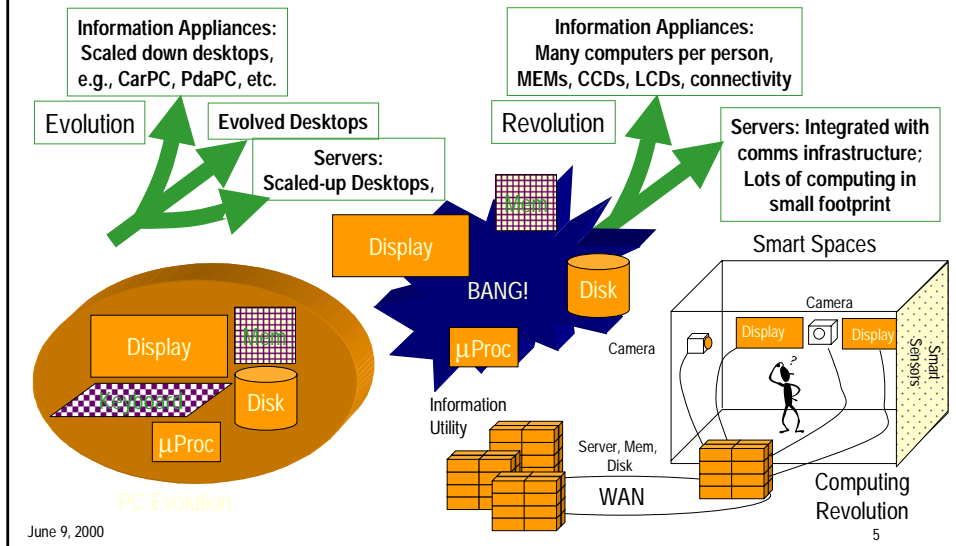 Information Appliances:
Scaled down desktops,
e.g., CarPC, PdaPC, etc.
Evolution
Evolved Desktops
Servers:
Scaled-up Desktops,
Information Appliances:
Many computers per person,
MEMs, CCDs, LCDs, connectivity
Revolution
Servers: Integrated with
comms infrastructure;
Lots of computing in
small footprint
Display
Mem
Keyboard
Disk
µProc
PC Evolution
Mem
Display
BANG!
Disk
µProc
Smart Spaces
Camera
Camera
Display
Display
Smart
Sensors
?
Information
Utility
Server, Mem,
Disk
WAN
Computing
Revolution
June 9, 2000
5